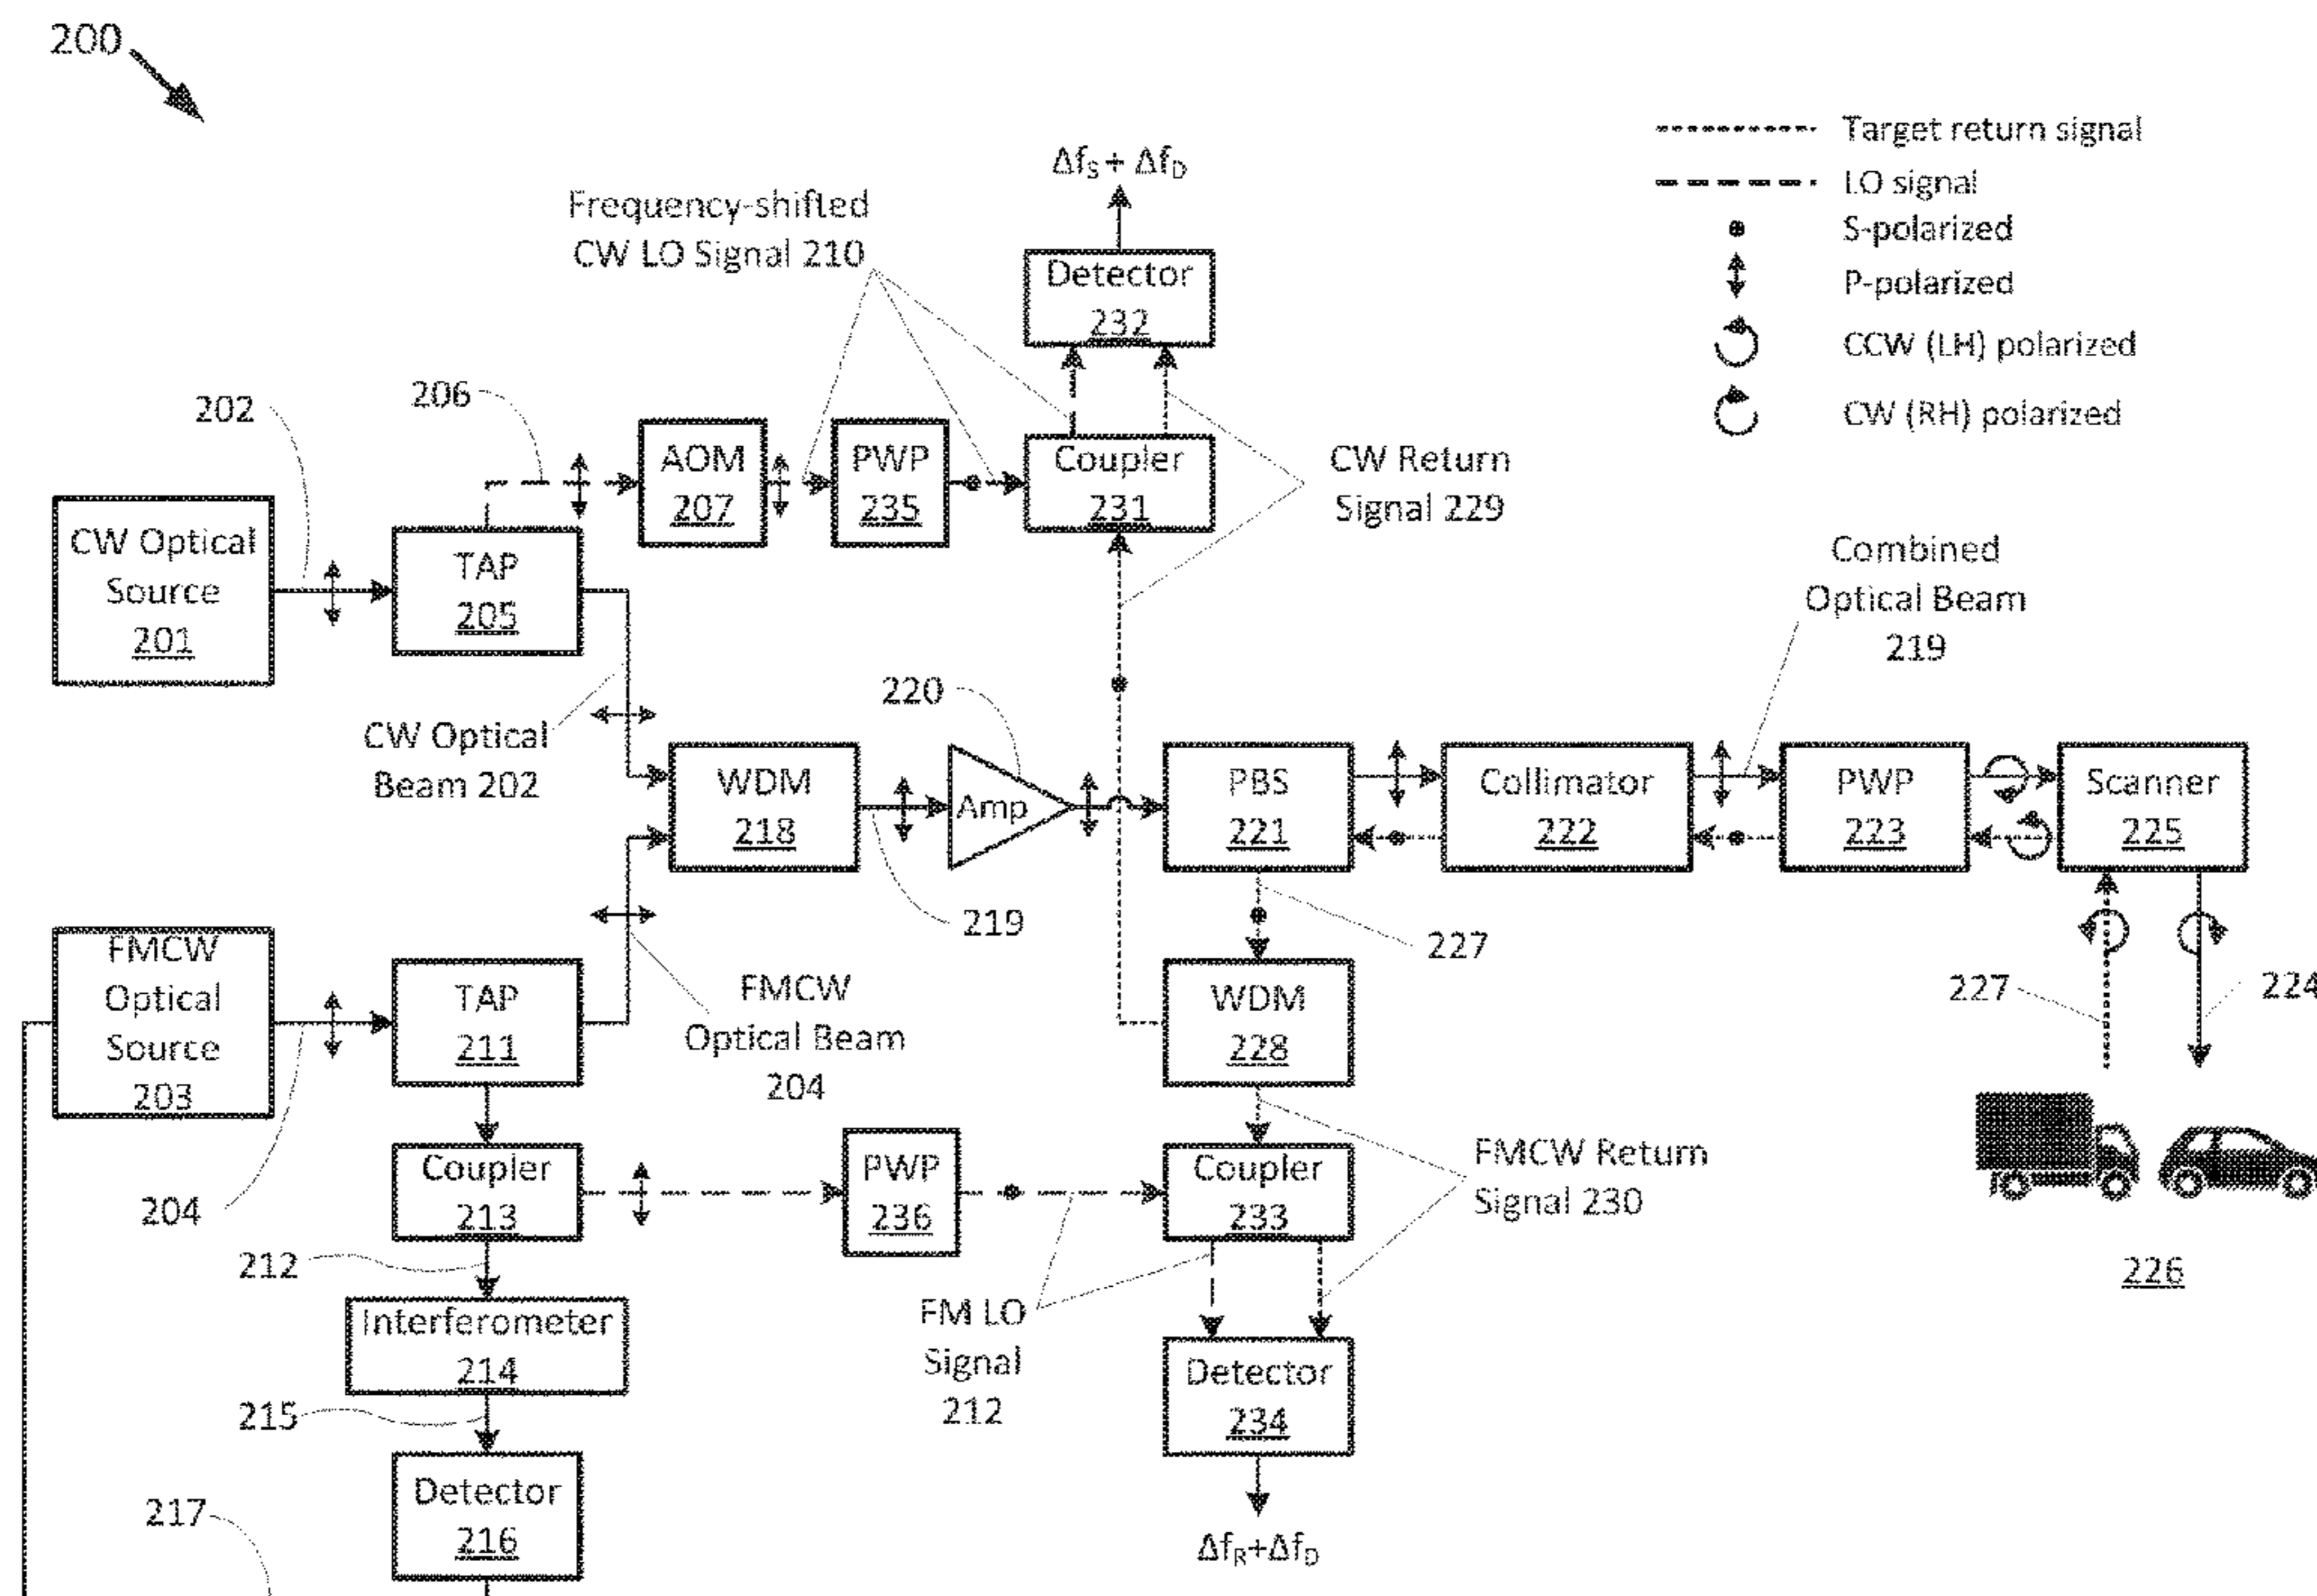 200
Target return signal
LO signal
S-polarized
P-polarized
CCW (LH) polarized
CW (RH) polarized
Δf_S + Δf_D
Frequency-shifted
CW LO Signal 210
Detector
232
202
206
AOM
207
PWP
235
Coupler
231
CW Return
Signal 229
CW Optical
Source
201
TAP
205
Combined
Optical Beam
219
CW Optical
Beam 202
220
WDM
218
Amp
219
PBS
221
Collimator
222
PWP
223
Scanner
225
227
WDM
228
227
224
FMCW
Optical
Source
203
204
TAP
211
FMCW
Optical Beam
204
Coupler
213
PWP
236
Coupler
233
FMCW Return
Signal 230
226
212
Interferometer
214
FM LO
Signal
212
215
Detector
234
Detector
216
217
Δf_R+Δf_D